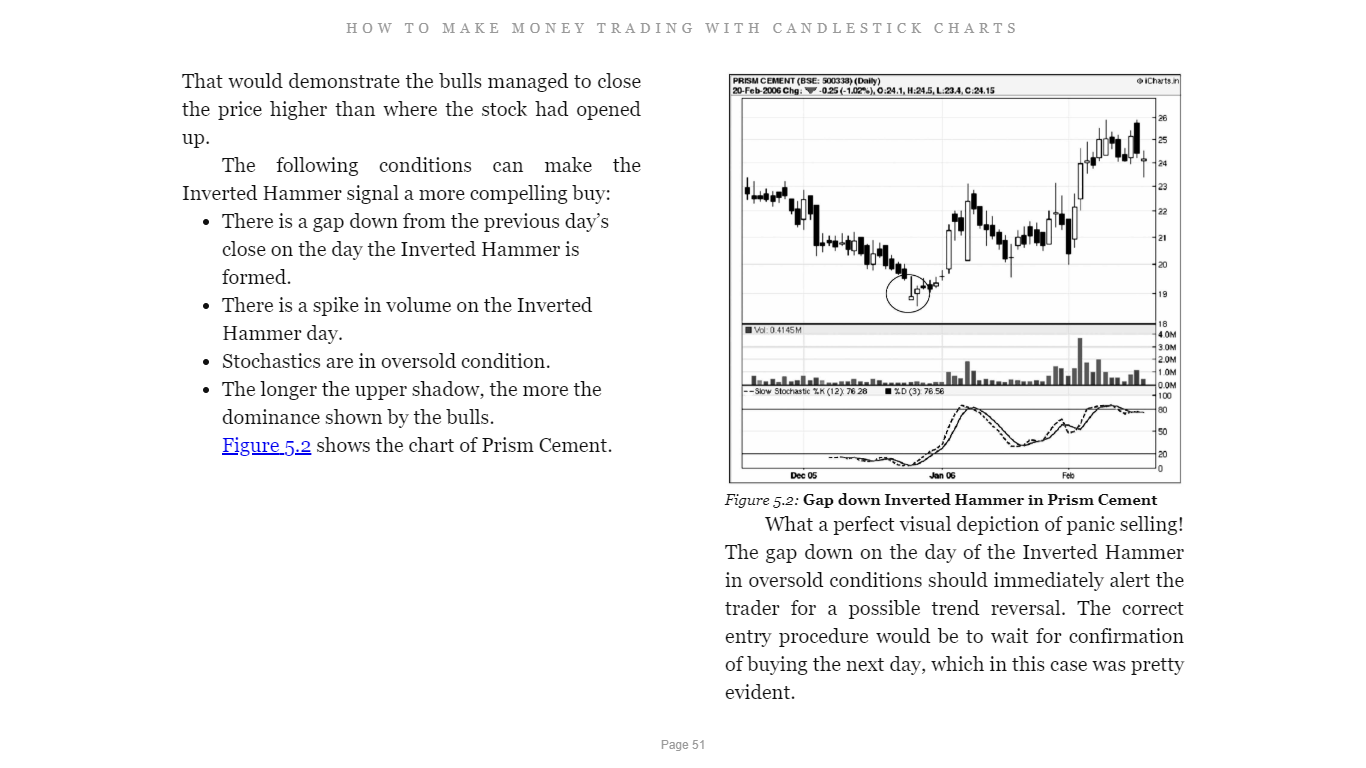 HOW TO MAKE MONEY TRADING WITH CANDLESTICK CHARTS
That would demonstrate the bulls managed to close
the price higher than where the stock had opened
up.
The following conditions can make the
Inverted Hammer signal a more compelling buy:
• There is a gap down from the previous day’s
close on the day the Inverted Hammer is
formed.
• There is a spike in volume on the Inverted
Hammer day.
• Stochastics are in oversold condition.
• The longer the upper shadow, the more the
dominance shown by the bulls.
Figure 5.2 shows the chart of Prism Cement.
PRISM CEMENT (BSE: 500338) (Daily)
© iCharts.in
20-Feb-2006 Chg: -0.25 (-1.02%), O:24.1, H:24.5, L:23.4, C:24.15
26
25
24
23
22
21
20
19
18
Vol: 0.4145M
4.0M
3.0M
2.0M
1.0M
0.0M
Slow Stochastic %K (12): 76.28 %D (3): 76.56
100
80
50
20
0
Dec 05 Jan 06 Feb
Figure 5.2: Gap down Inverted Hammer in Prism Cement
What a perfect visual depiction of panic selling!
The gap down on the day of the Inverted Hammer
in oversold conditions should immediately alert the
trader for a possible trend reversal. The correct
entry procedure would be to wait for confirmation
of buying the next day, which in this case was pretty
evident.
Page 51